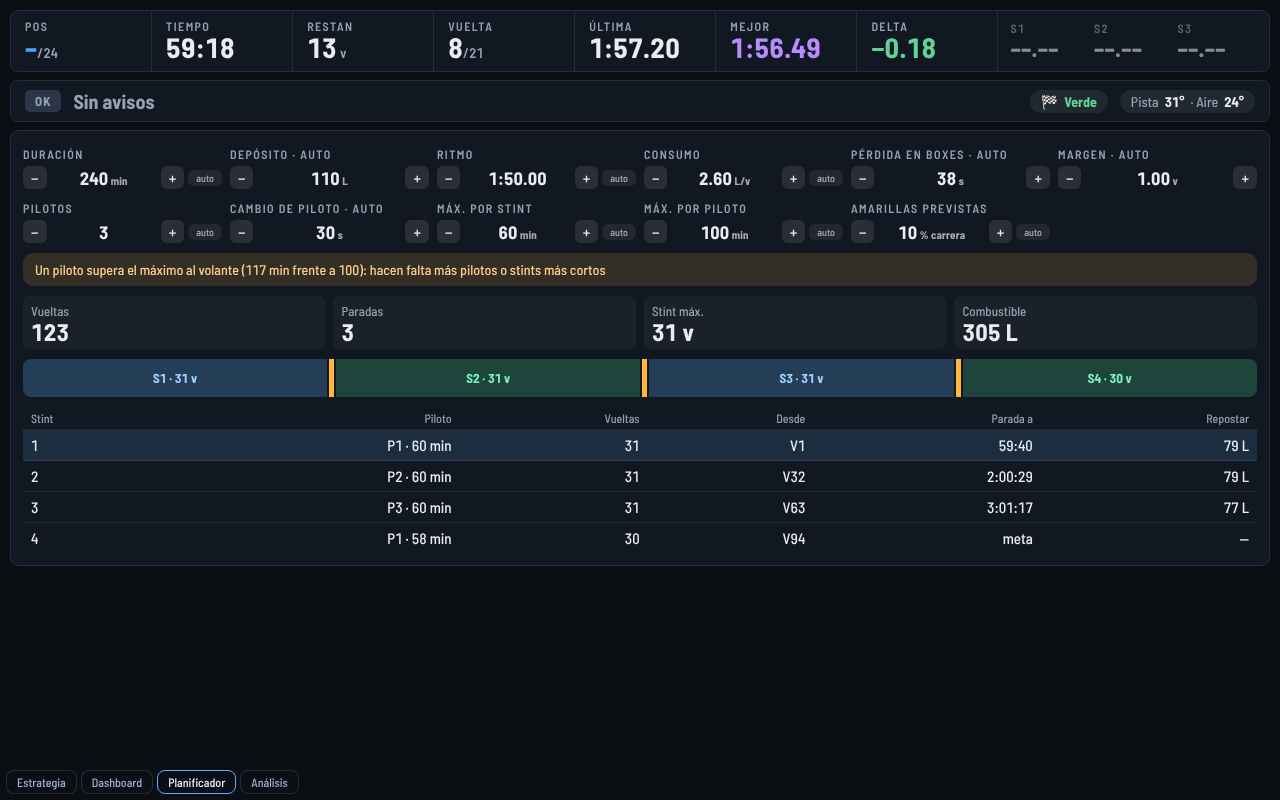 POS TIEMPO RESTAN VUELTA ÚLTIMA MEJOR DELTA S1 S2 S3
–/24 59:18 13 v 8/21 1:57.20 1:56.49 −0.18 --.-- --.-- --.--
OK Sin avisos Verde Pista 31° · Aire 24°
DURACIÓN DEPÓSITO · AUTO RITMO CONSUMO PÉRDIDA EN BOXES · AUTO MARGEN · AUTO
− 240 min + auto − 110 L + − 1:50.00 + auto − 2.60 L/v + auto − 38 s + − 1.00 v +
PILOTOS CAMBIO DE PILOTO · AUTO MÁX. POR STINT MÁX. POR PILOTO AMARILLAS PREVISTAS
− 3 + auto − 30 s + − 60 min + auto − 100 min + auto − 10 % carrera + auto
Un piloto supera el máximo al volante (117 min frente a 100): hacen falta más pilotos o stints más cortos
Vueltas Paradas Stint máx. Combustible
123 3 31 v 305 L
S1 · 31 v S2 · 31 v S3 · 31 v S4 · 30 v
Stint Piloto Vueltas Desde Parada a Repostar
1 P1 · 60 min 31 V1 59:40 79 L
2 P2 · 60 min 31 V32 2:00:29 79 L
3 P3 · 60 min 31 V63 3:01:17 77 L
4 P1 · 58 min 30 V94 meta —
Estrategia Dashboard Planificador Análisis